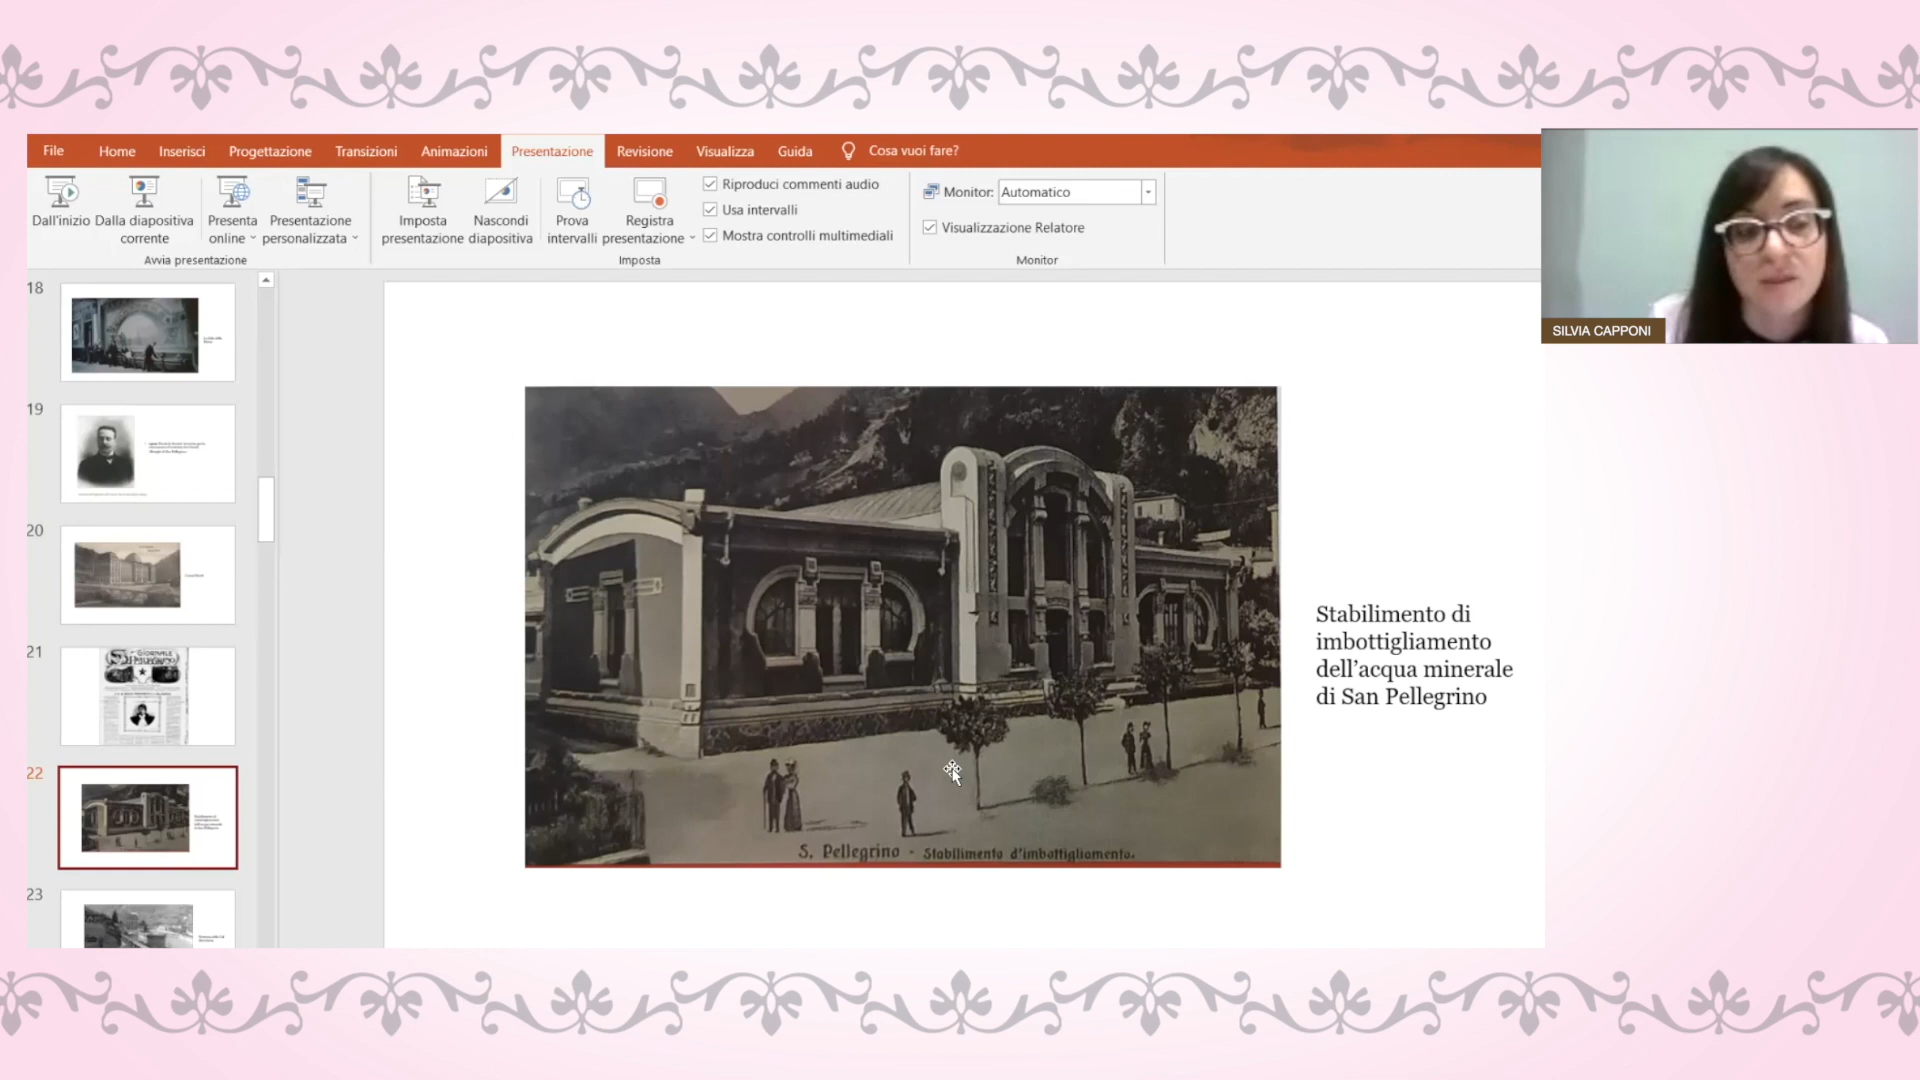 File Home Inserisci Progettazione Transizioni Animazioni Presentazione Revisione Visualizza Guida Cosa vuoi fare?
Dall'inizio
Dalla diapositiva
corrente
Presenta
online
Presentazione
personalizzata
Avvia presentazione
Imposta
presentazione
Nascondi
diapositiva
Prova
intervalli
Registra
presentazione
Riproduci commenti audio
Usa intervalli
Mostra controlli multimediali
Imposta
Monitor: Automatico
Visualizzazione Relatore
Monitor
SILVIA CAPPONI
18
19
20
21
GIORNALE
22
23
S. Pellegrino - Stabilimento d'imbottigliamento.
Stabilimento di
imbottigliamento
dell’acqua minerale
di San Pellegrino